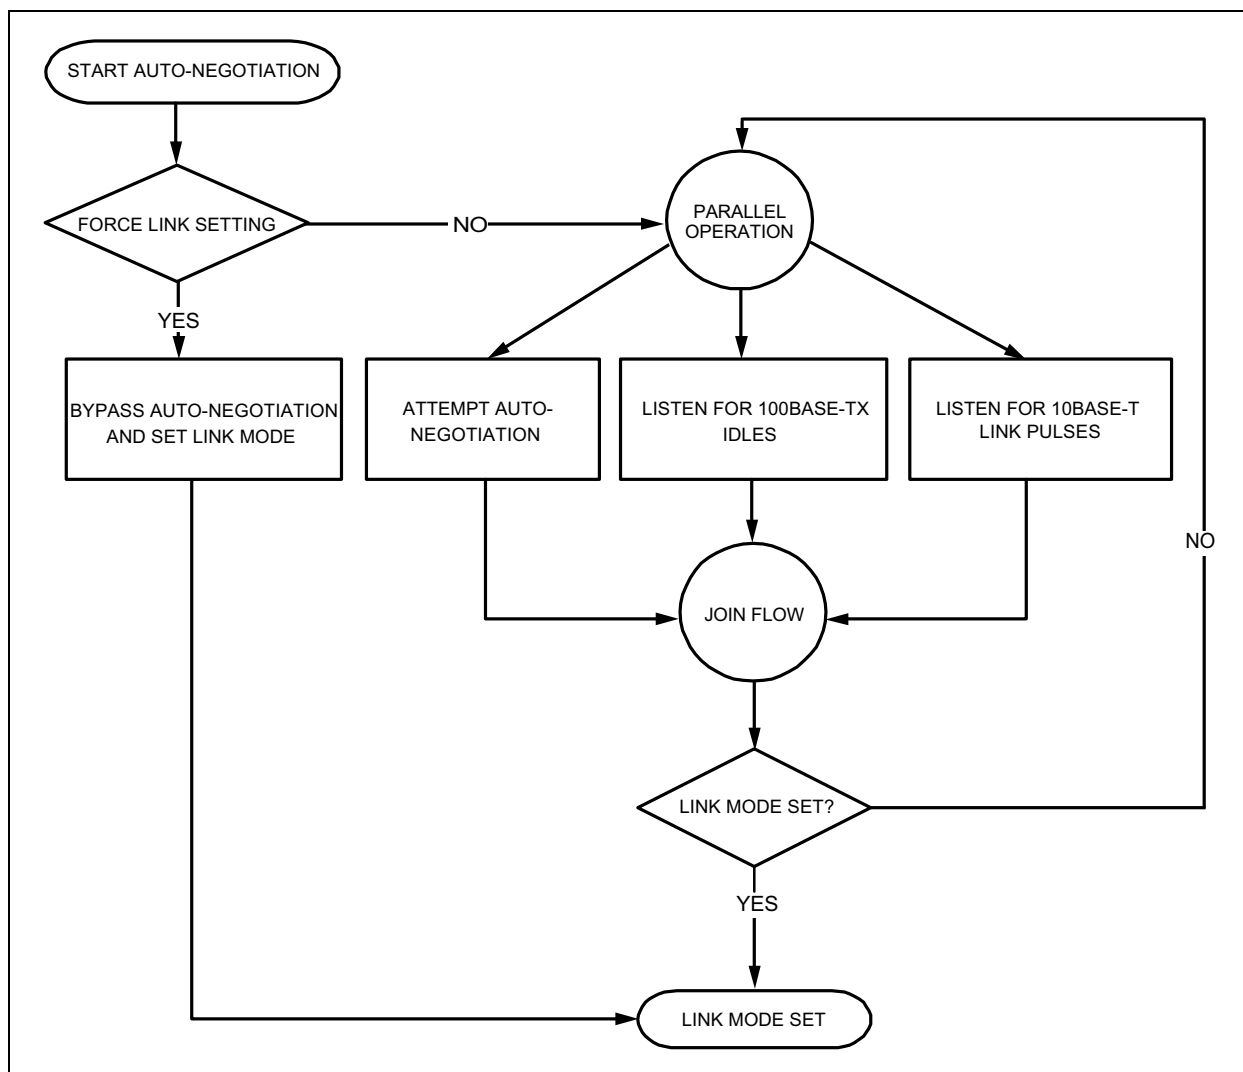 START AUTO-NEGOTIATION
FORCE LINK SETTING
NO
PARALLEL
OPERATION
YES
BYPASS AUTO-NEGOTIATION
AND SET LINK MODE
ATTEMPT AUTO-
NEGOTIATION
LISTEN FOR 100BASE-TX
IDLES
LISTEN FOR 10BASE-T
LINK PULSES
NO
JOIN FLOW
LINK MODE SET?
YES
LINK MODE SET